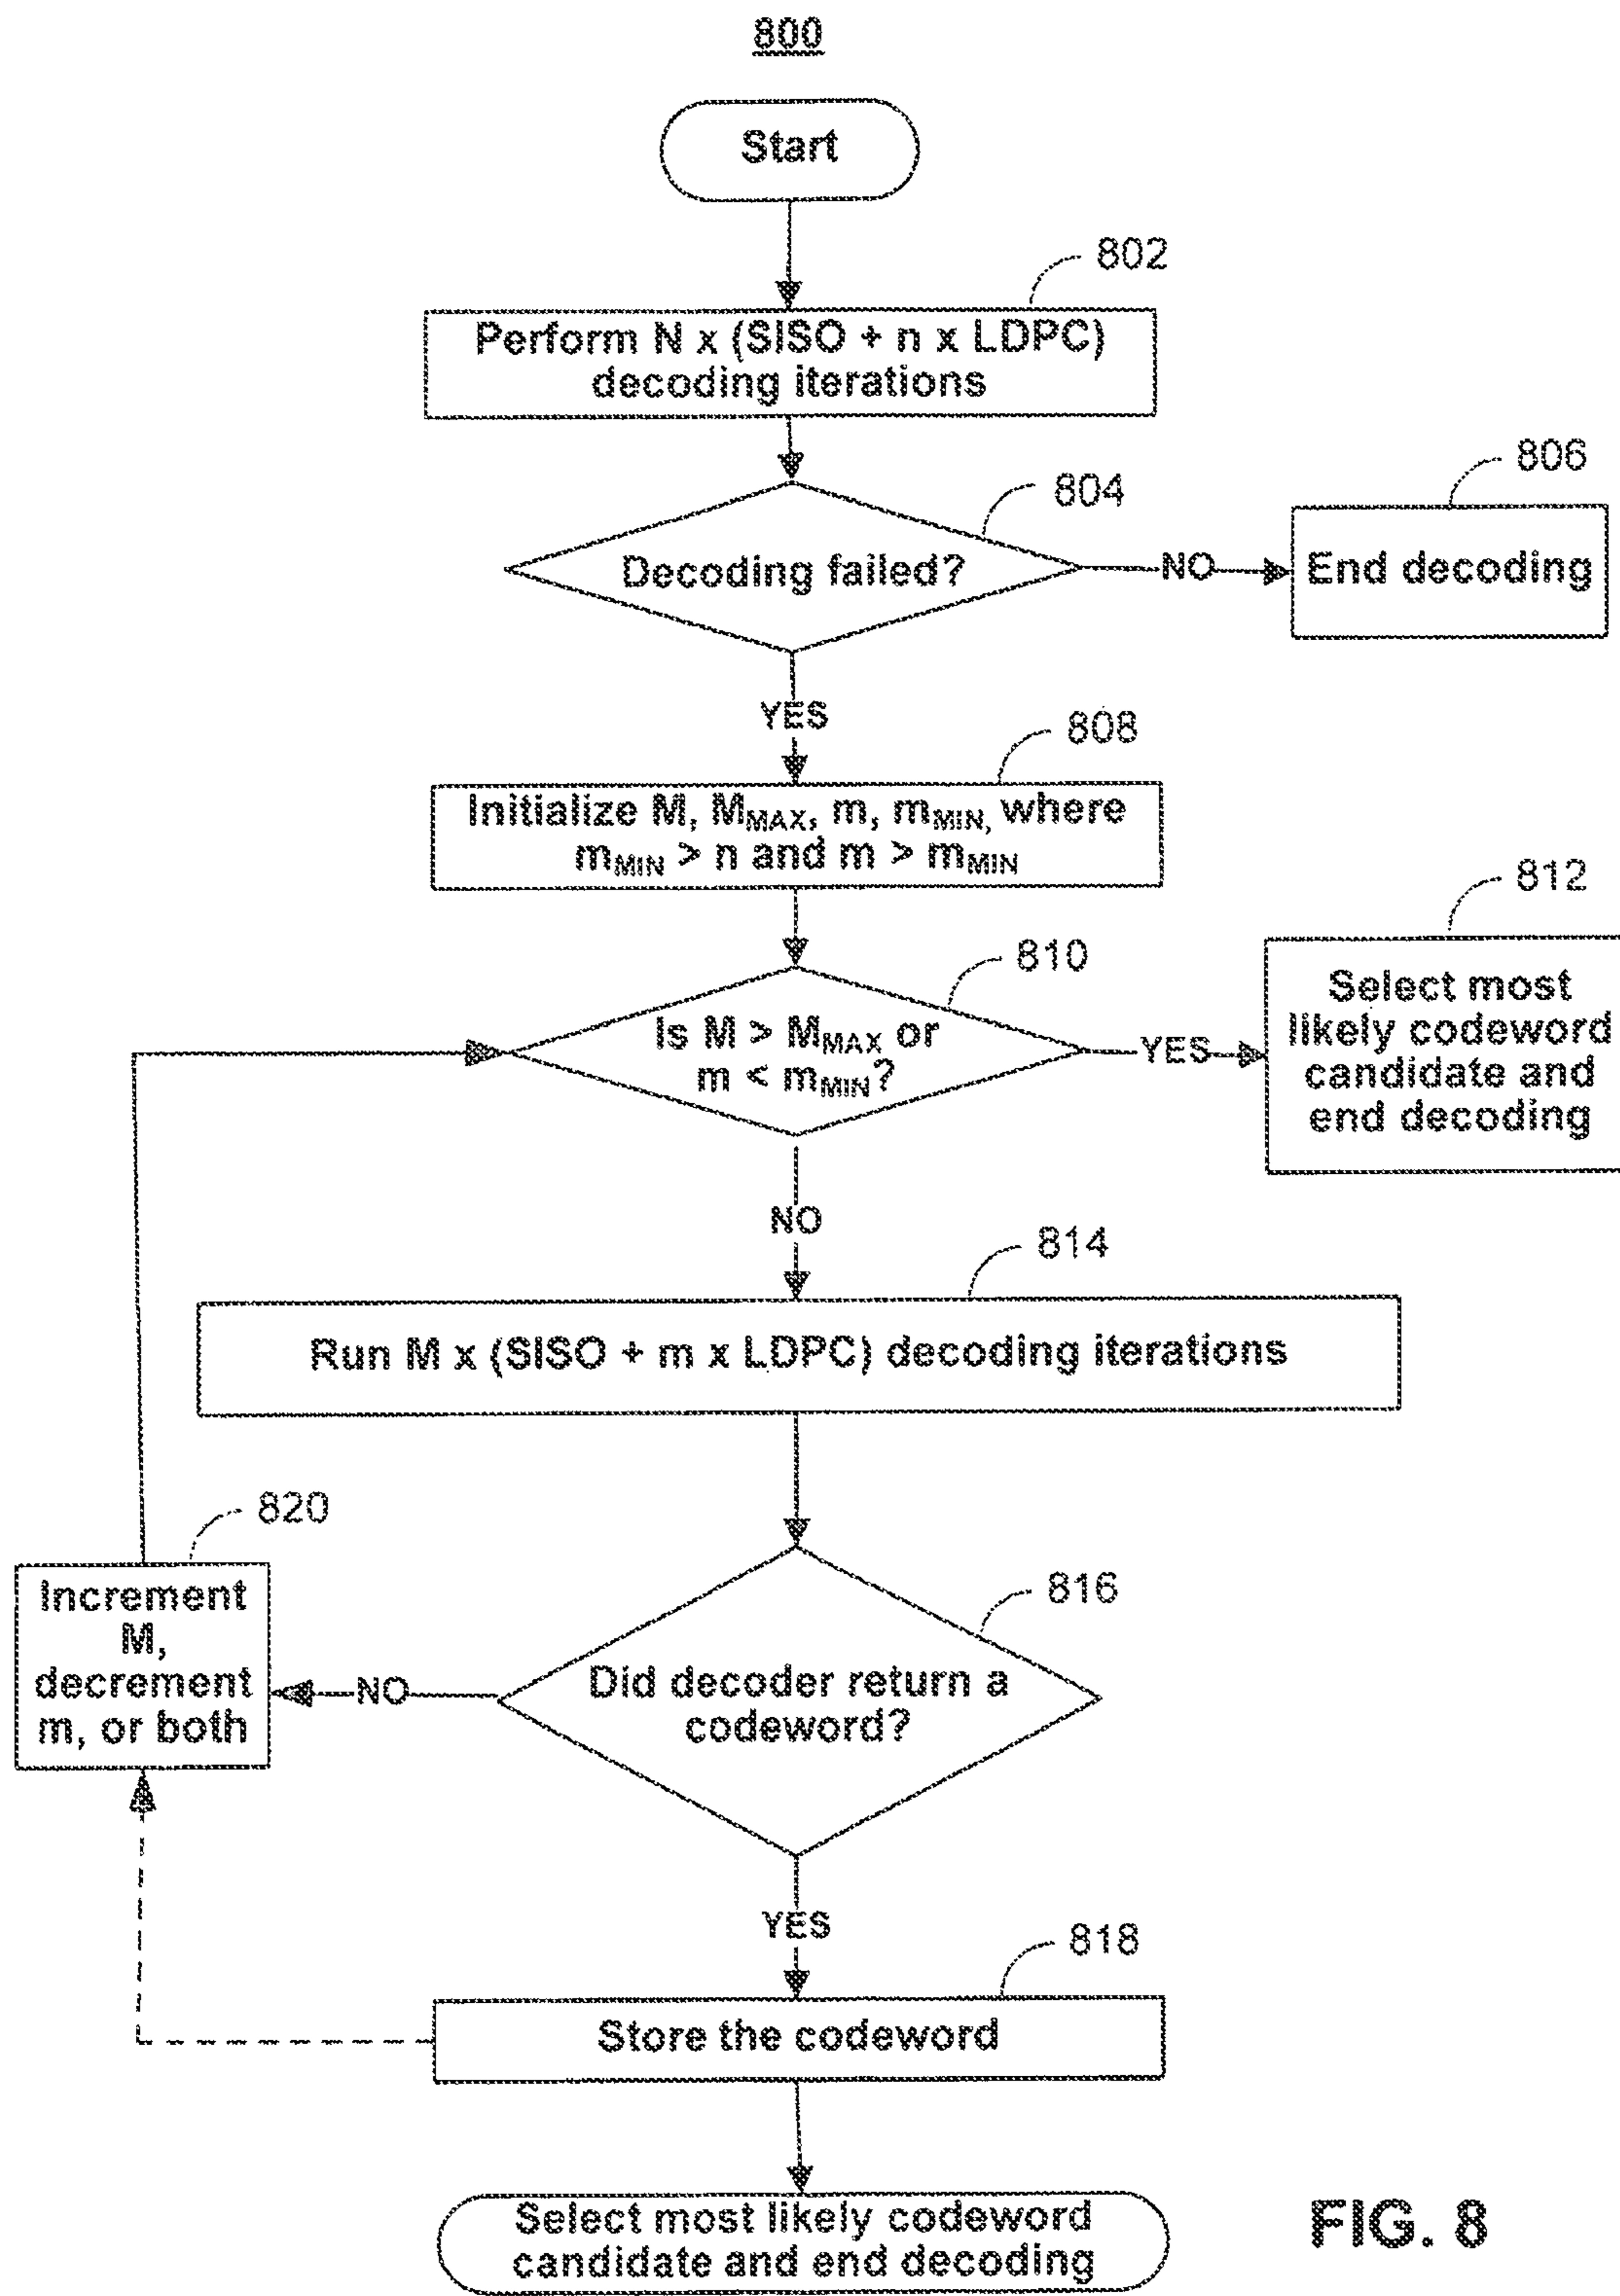 800
Start
802
Perform N x (SISO + n x LDPC)
decoding iterations
804
Decoding failed?
NO
806
End decoding
YES
808
Initialize M, MMAX, m, mMIN, where
mMIN > n and m > mMIN
810
Is M > MMAX or
m < mMIN?
YES
812
Select most
likely codeword
candidate and
end decoding
NO
814
Run M x (SISO + m x LDPC) decoding iterations
816
Did decoder return a
codeword?
NO
820
Increment
M,
decrement
m, or both
YES
818
Store the codeword
Select most likely codeword
candidate and end decoding
FIG. 8